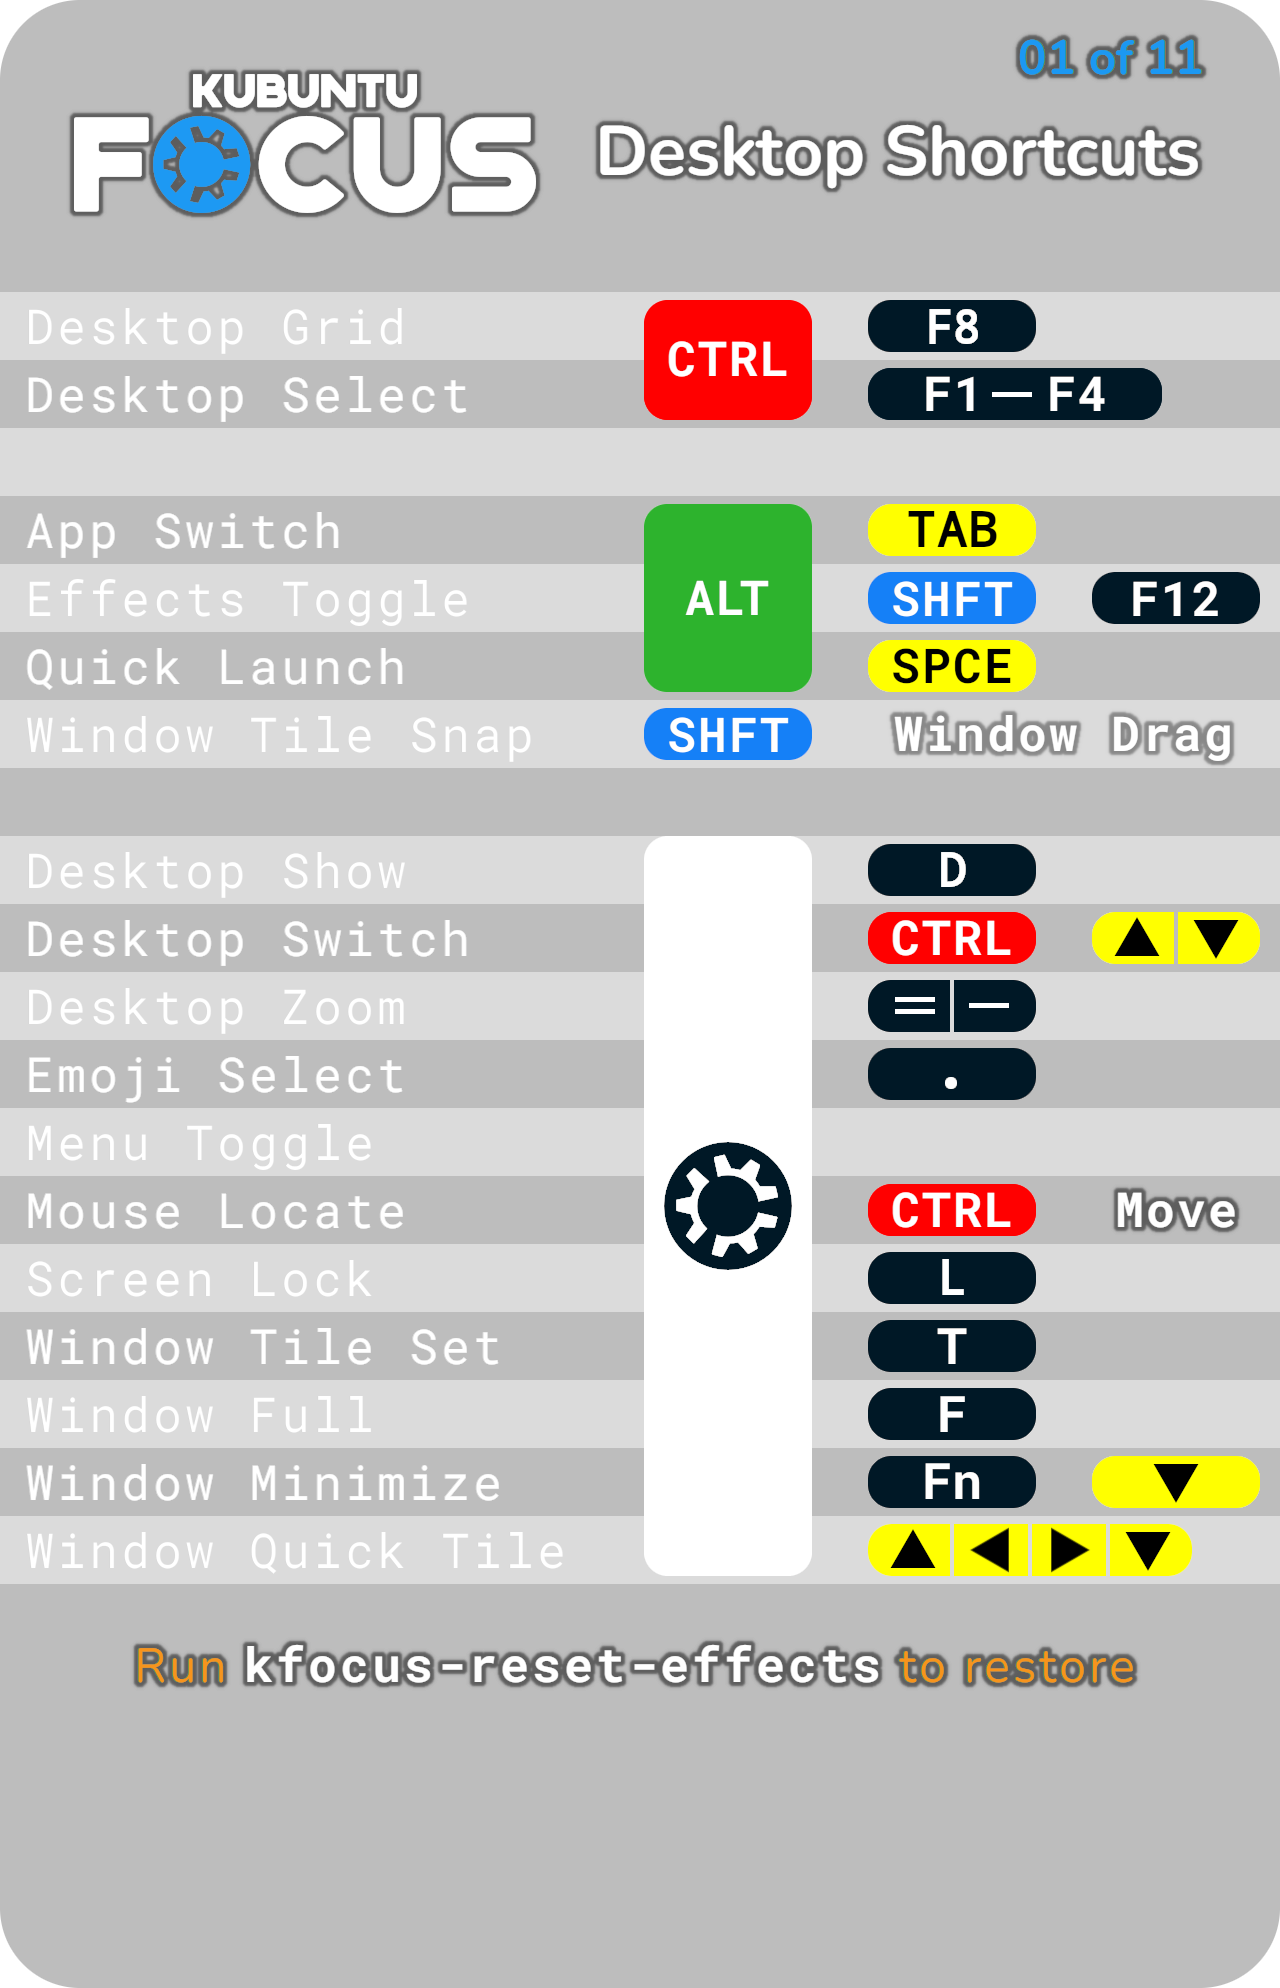 01 of 11
KUBUNTU
FOCUS
Desktop Shortcuts
Desktop Grid CTRL F8
Desktop Select F1 — F4
App Switch ALT TAB
Effects Toggle SHFT F12
Quick Launch SPCE
Window Tile Snap SHFT Window Drag
Desktop Show D
Desktop Switch CTRL ▲ ▼
Desktop Zoom = —
Emoji Select .
Menu Toggle
Mouse Locate CTRL Move
Screen Lock L
Window Tile Set T
Window Full F
Window Minimize Fn ▼
Window Quick Tile ▲ ◀ ▶ ▼
Run kfocus-reset-effects to restore